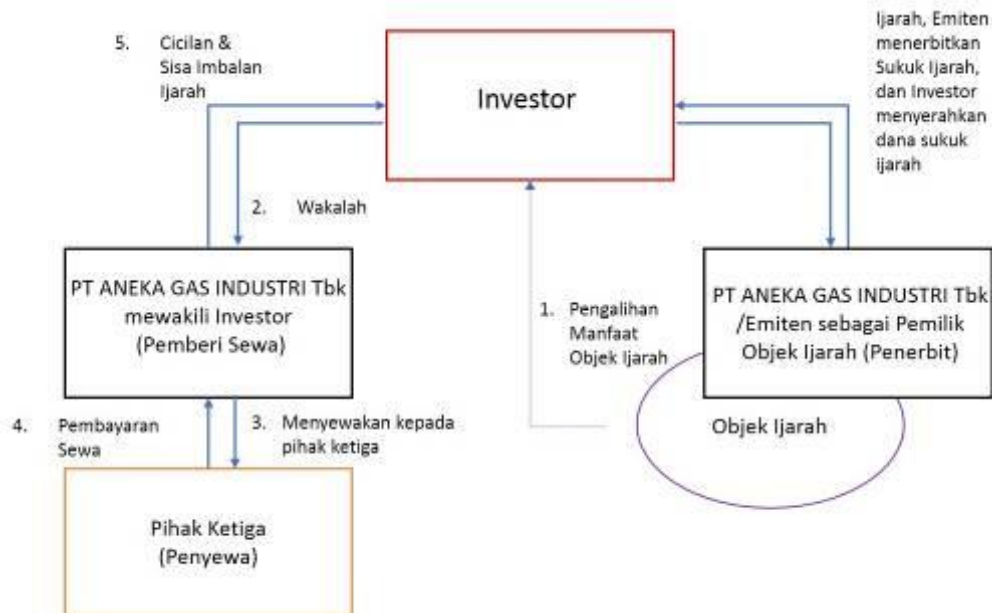 5. Cicilan &
Sisa Imbalan
Ijarah
Investor
Ijarah, Emiten
menerbitkan
Sukuk Ijarah,
dan Investor
menyerahkan
dana sukuk
ijarah
2. Wakalah
PT ANEKA GAS INDUSTRI Tbk
mewakili Investor
(Pemberi Sewa)
1. Pengalihan
Manfaat
Objek Ijarah
PT ANEKA GAS INDUSTRI Tbk
/Emiten sebagai Pemilik
Objek Ijarah (Penerbit)
Objek Ijarah
4. Pembayaran
Sewa
3. Menyewakan kepada
pihak ketiga
Pihak Ketiga
(Penyewa)